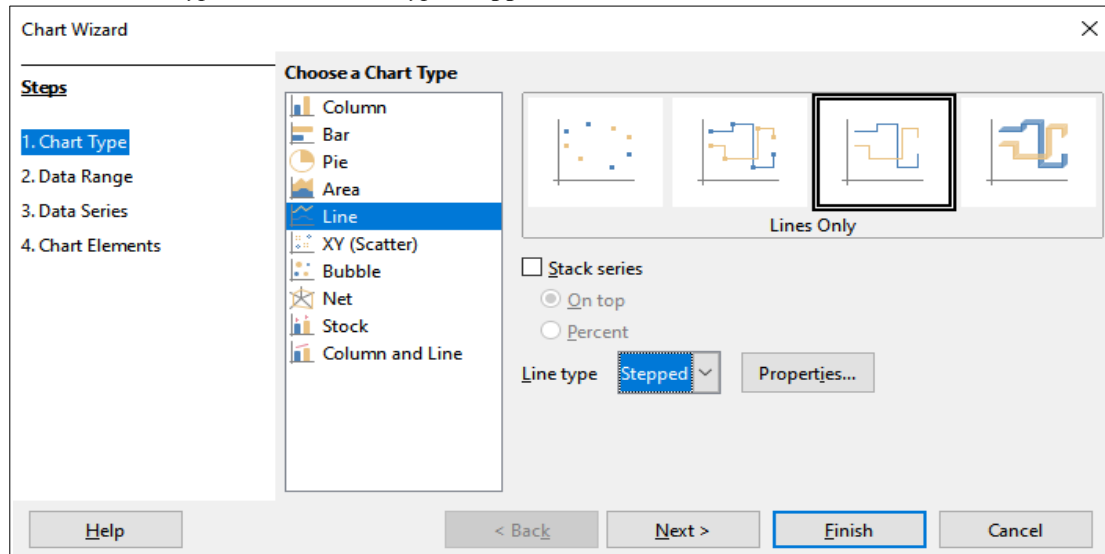 Chart Wizard
Steps
1. Chart Type
2. Data Range
3. Data Series
4. Chart Elements
Choose a Chart Type
Column
Bar
Pie
Area
Line
XY (Scatter)
Bubble
Net
Stock
Column and Line
Lines Only
Stack series
On top
Percent
Line type Stepped Properties...
Help < Back Next > Finish Cancel